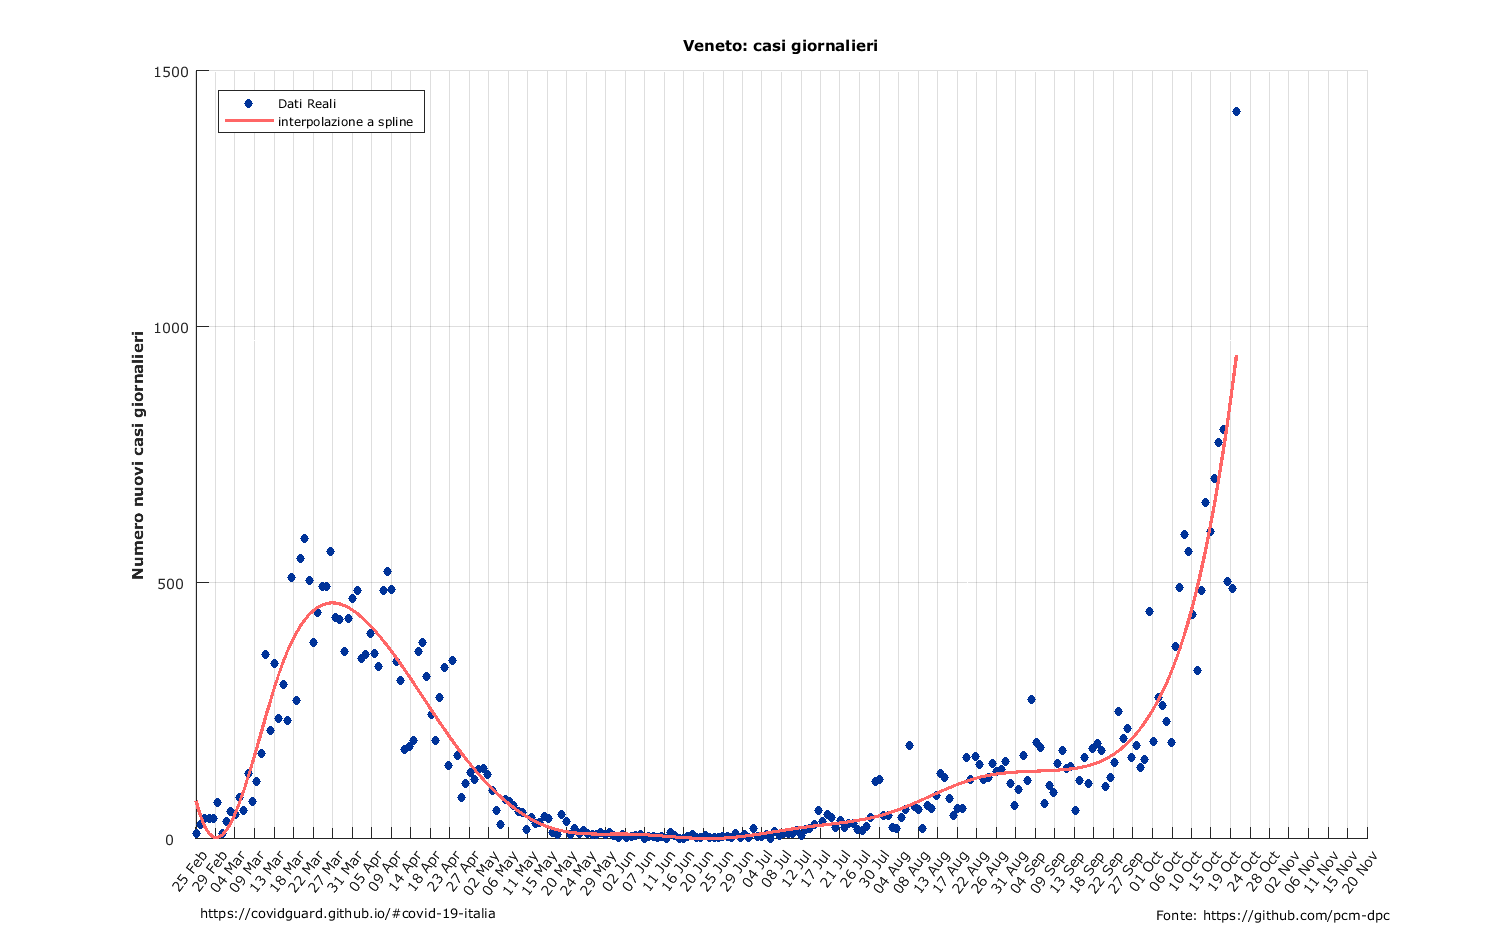 Veneto: casi giornalieri
1500
Dati Reali
interpolazione a spline
1000
Numero nuovi casi giornalieri
500
0
25 Feb
29 Feb
04 Mar
09 Mar
13 Mar
18 Mar
22 Mar
27 Mar
31 Mar
05 Apr
09 Apr
14 Apr
18 Apr
23 Apr
27 Apr
02 May
06 May
11 May
15 May
20 May
24 May
29 May
02 Jun
07 Jun
11 Jun
16 Jun
20 Jun
25 Jun
29 Jun
04 Jul
08 Jul
12 Jul
17 Jul
21 Jul
26 Jul
30 Jul
04 Aug
08 Aug
13 Aug
17 Aug
22 Aug
26 Aug
31 Aug
04 Sep
09 Sep
13 Sep
18 Sep
22 Sep
27 Sep
01 Oct
06 Oct
10 Oct
15 Oct
19 Oct
24 Oct
28 Oct
02 Nov
06 Nov
11 Nov
15 Nov
20 Nov
https://covidguard.github.io/#covid-19-italia
Fonte: https://github.com/pcm-dpc